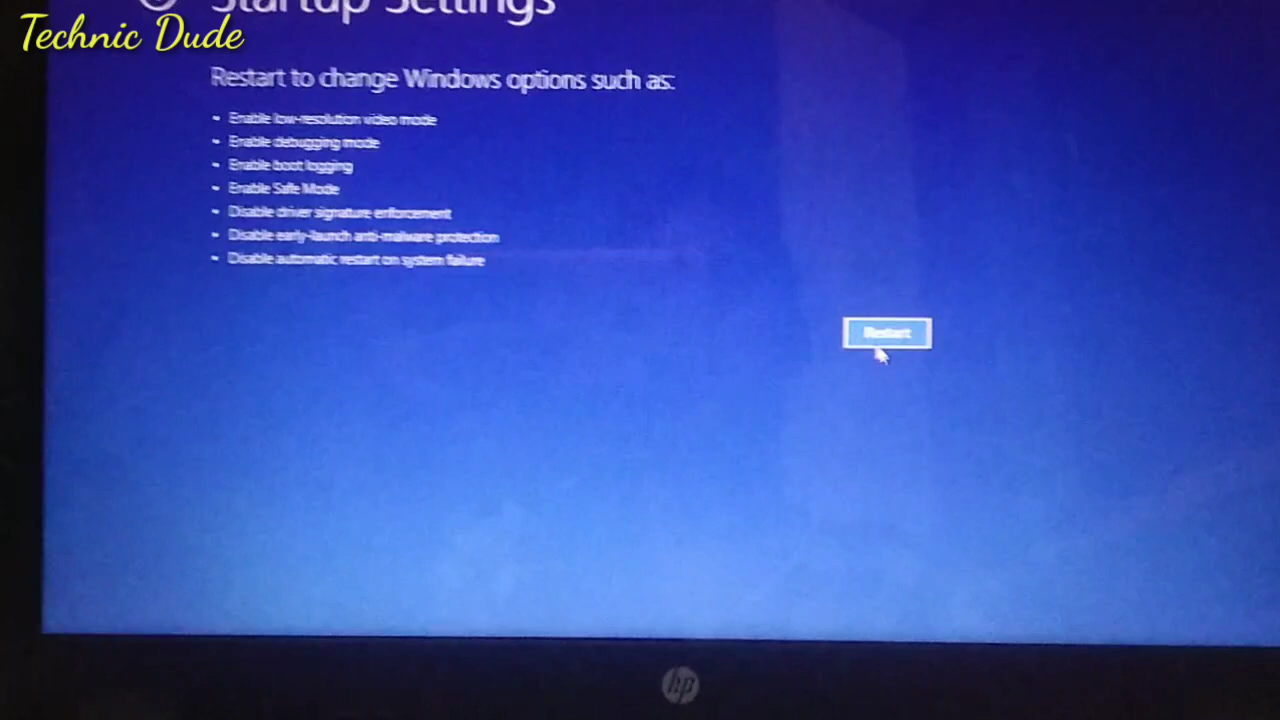 Startup Settings
Technic Dude
Restart to change Windows options such as:
• Enable low-resolution video mode
• Enable debugging mode
• Enable boot logging
• Enable Safe Mode
• Disable driver signature enforcement
• Disable early-launch anti-malware protection
• Disable automatic restart on system failure
Restart
hp